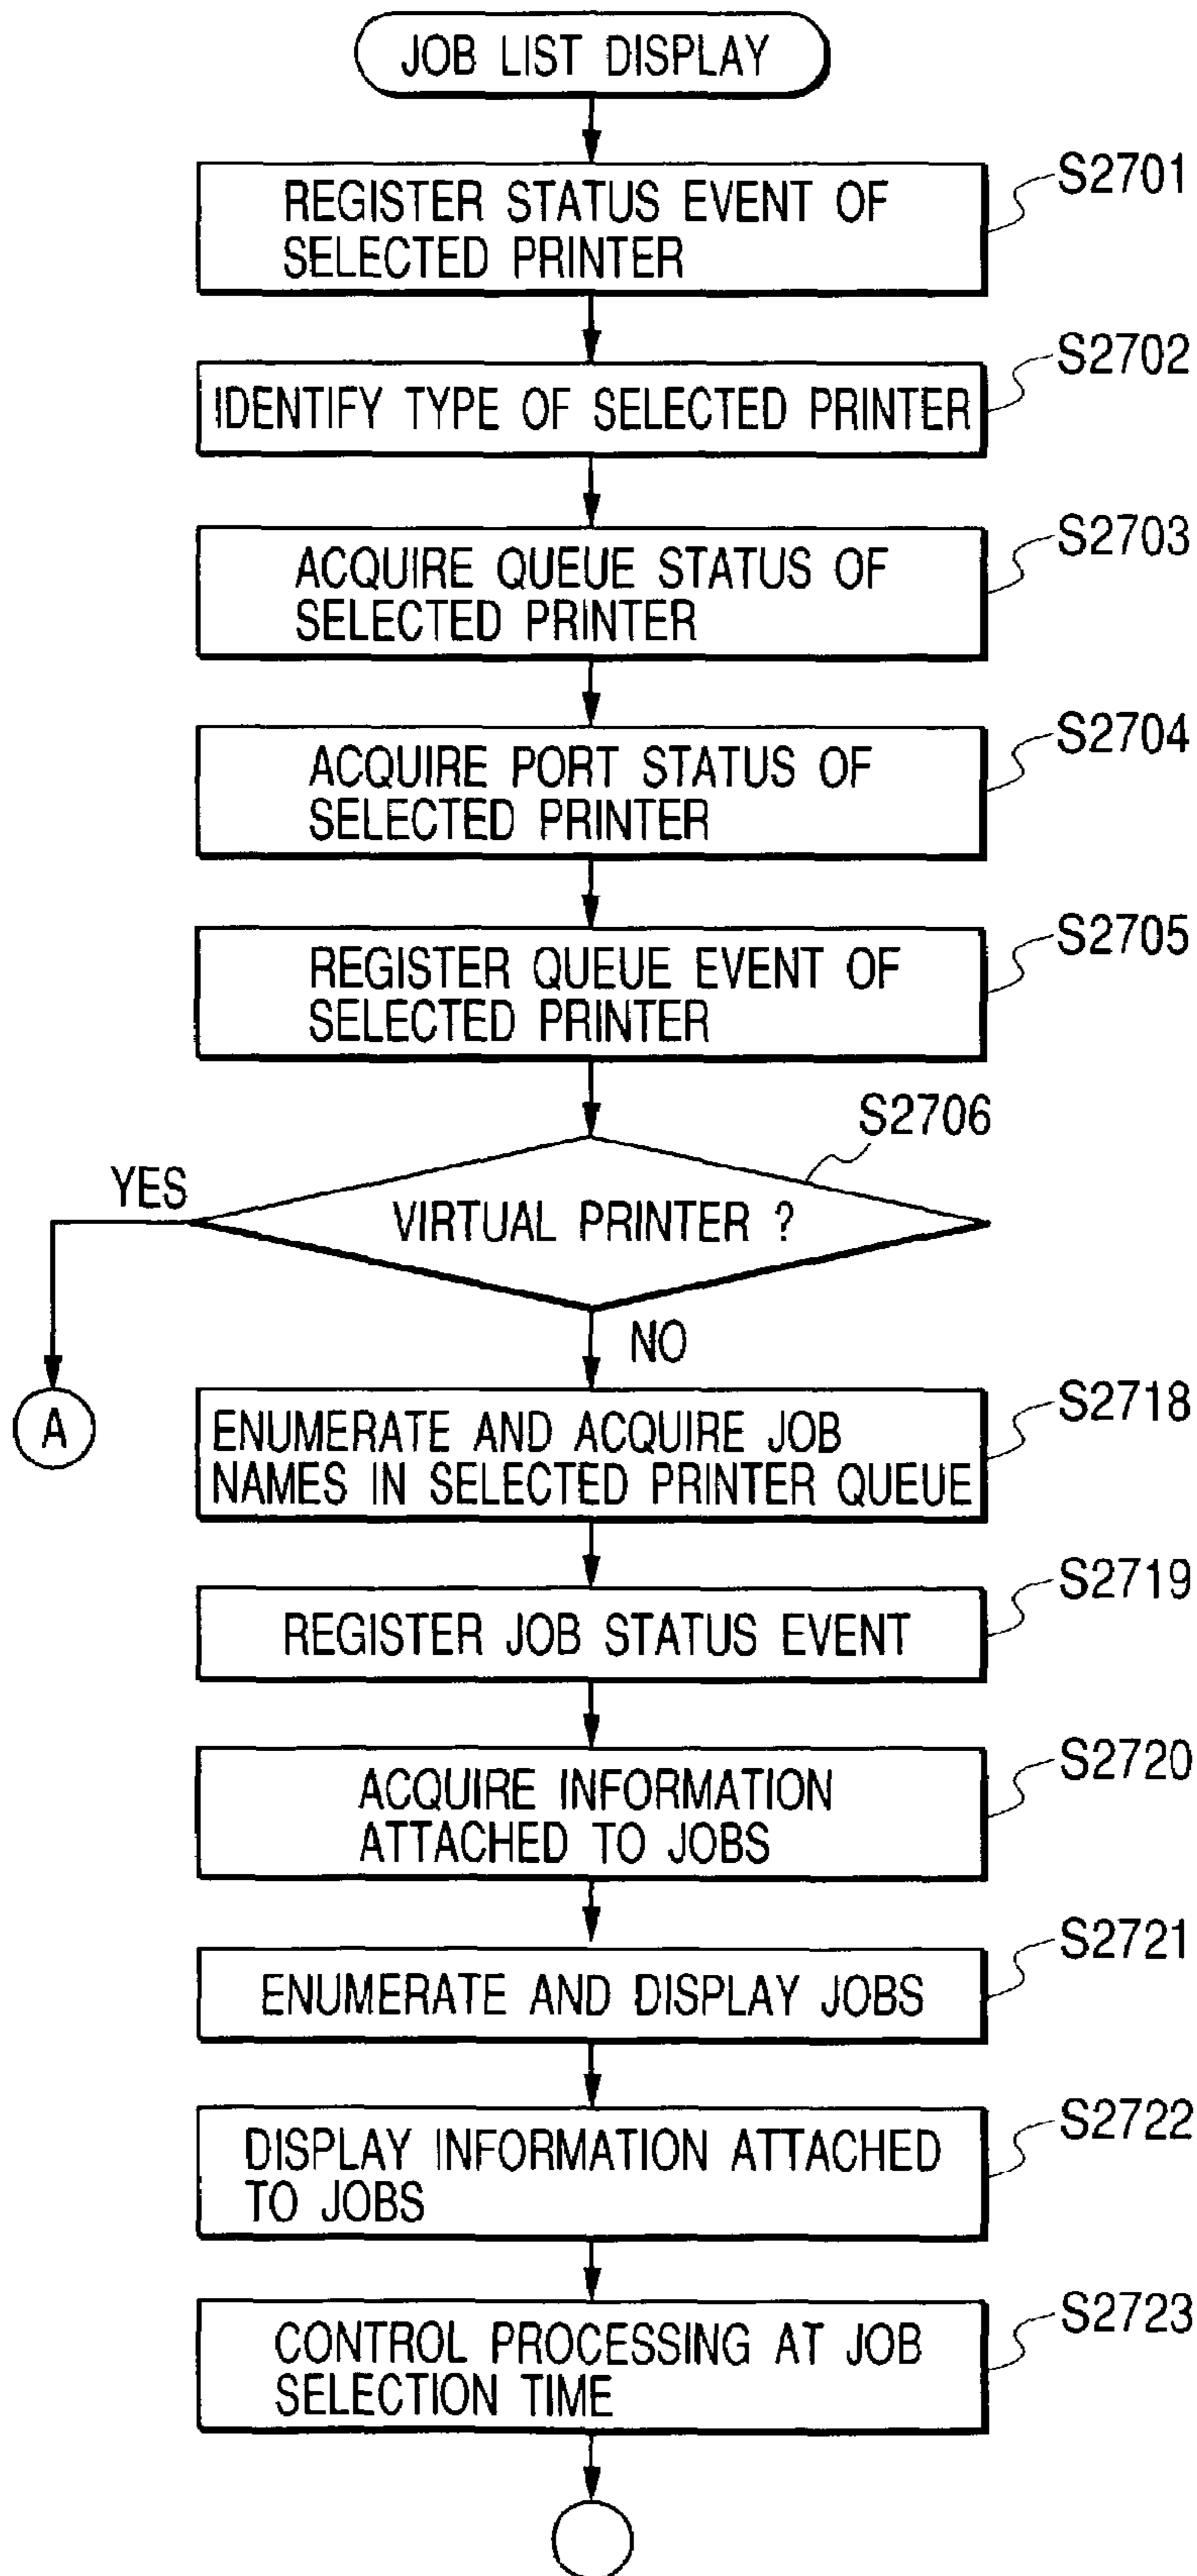 JOB LIST DISPLAY
REGISTER STATUS EVENT OF
SELECTED PRINTER
S2701
IDENTIFY TYPE OF SELECTED PRINTER
S2702
ACQUIRE QUEUE STATUS OF
SELECTED PRINTER
S2703
ACQUIRE PORT STATUS OF
SELECTED PRINTER
S2704
REGISTER QUEUE EVENT OF
SELECTED PRINTER
S2705
S2706
YES
VIRTUAL PRINTER ?
NO
A
ENUMERATE AND ACQUIRE JOB
NAMES IN SELECTED PRINTER QUEUE
S2718
REGISTER JOB STATUS EVENT
S2719
ACQUIRE INFORMATION
ATTACHED TO JOBS
S2720
ENUMERATE AND DISPLAY JOBS
S2721
DISPLAY INFORMATION ATTACHED
TO JOBS
S2722
CONTROL PROCESSING AT JOB
SELECTION TIME
S2723